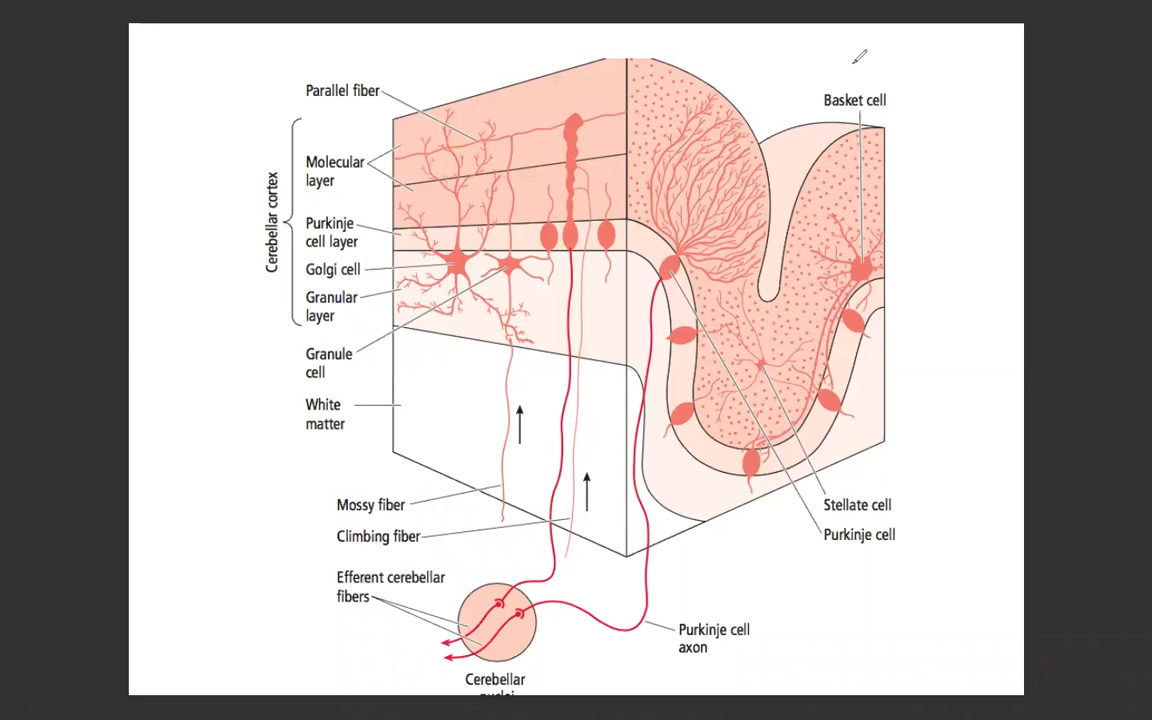 Parallel fiber
Basket cell
Molecular
layer
Cerebellar cortex
Purkinje
cell layer
Golgi cell
Granular
layer
Granule
cell
White
matter
Mossy fiber
Climbing fiber
Stellate cell
Purkinje cell
Efferent cerebellar
fibers
Purkinje cell
axon
Cerebellar
nuclei